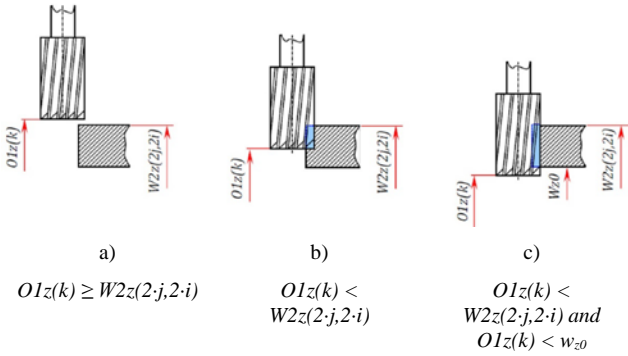 O1z(k)
W2z(2j,2i)
O1z(k)
W2z(2j,2i)
O1z(k)
Wz0
W2z(2j,2i)
a)
b)
c)
O1z(k) ≥ W2z(2·j,2·i)
O1z(k) <
W2z(2·j,2·i)
O1z(k) <
W2z(2·j,2·i) and
O1z(k) < wz0